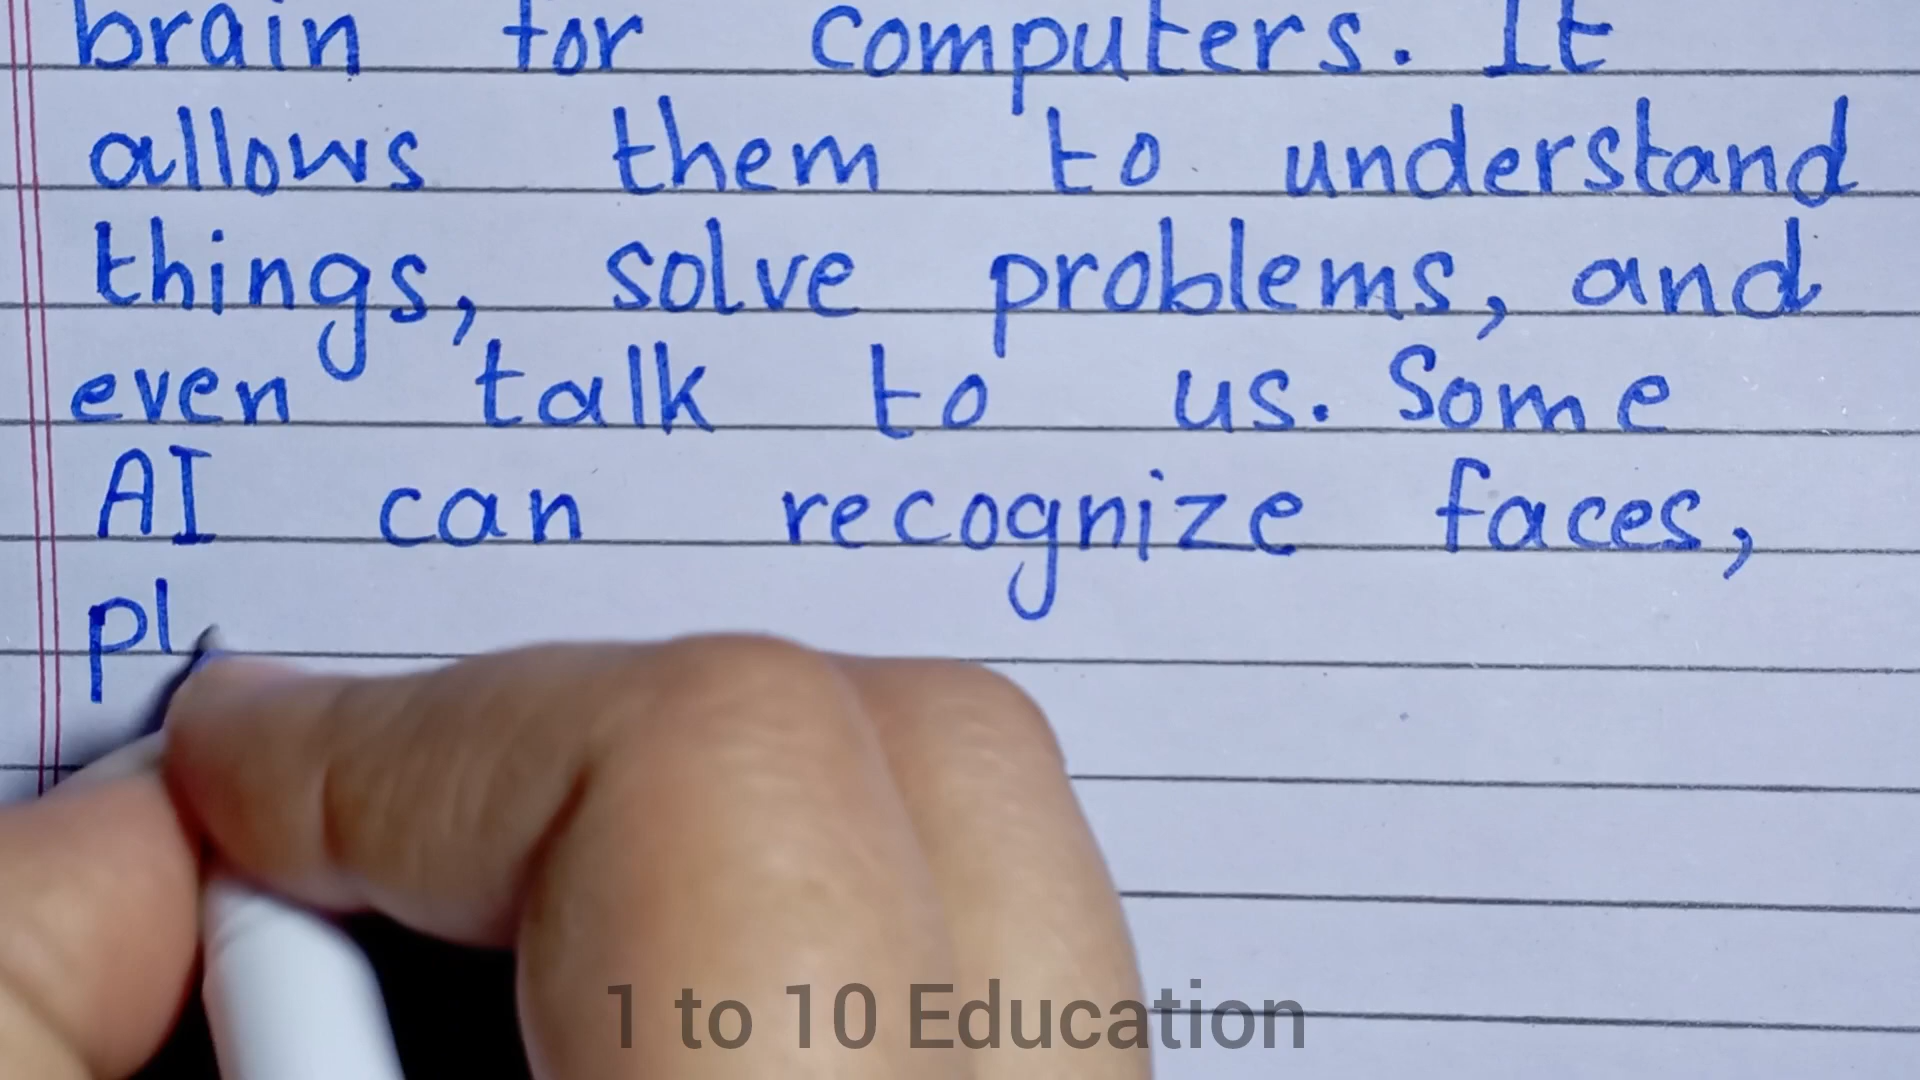 brain for computers. It
allows them to understand
things, solve problems, and
even talk to us. Some
AI can recognize faces,
pl
1 to 10 Education